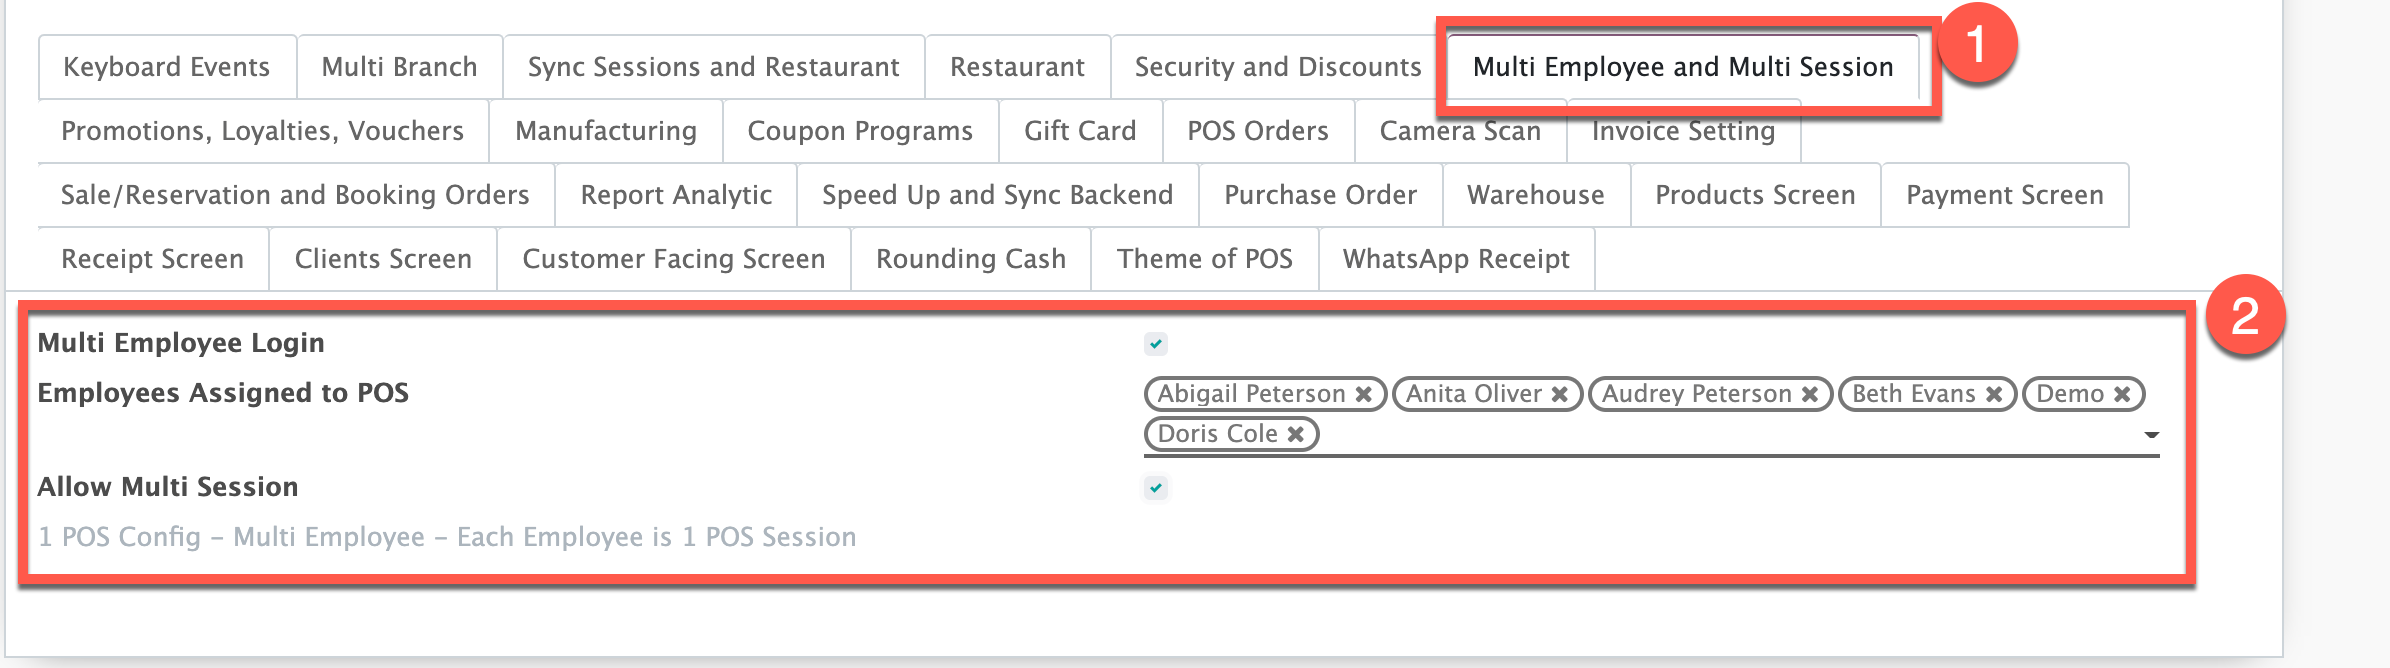 Keyboard Events Multi Branch Sync Sessions and Restaurant Restaurant Security and Discounts Multi Employee and Multi Session 1
Promotions, Loyalties, Vouchers Manufacturing Coupon Programs Gift Card POS Orders Camera Scan Invoice Setting
Sale/Reservation and Booking Orders Report Analytic Speed Up and Sync Backend Purchase Order Warehouse Products Screen Payment Screen
Receipt Screen Clients Screen Customer Facing Screen Rounding Cash Theme of POS WhatsApp Receipt
2
Multi Employee Login
Employees Assigned to POS Abigail Peterson Anita Oliver Audrey Peterson Beth Evans Demo
Doris Cole
Allow Multi Session
1 POS Config - Multi Employee - Each Employee is 1 POS Session